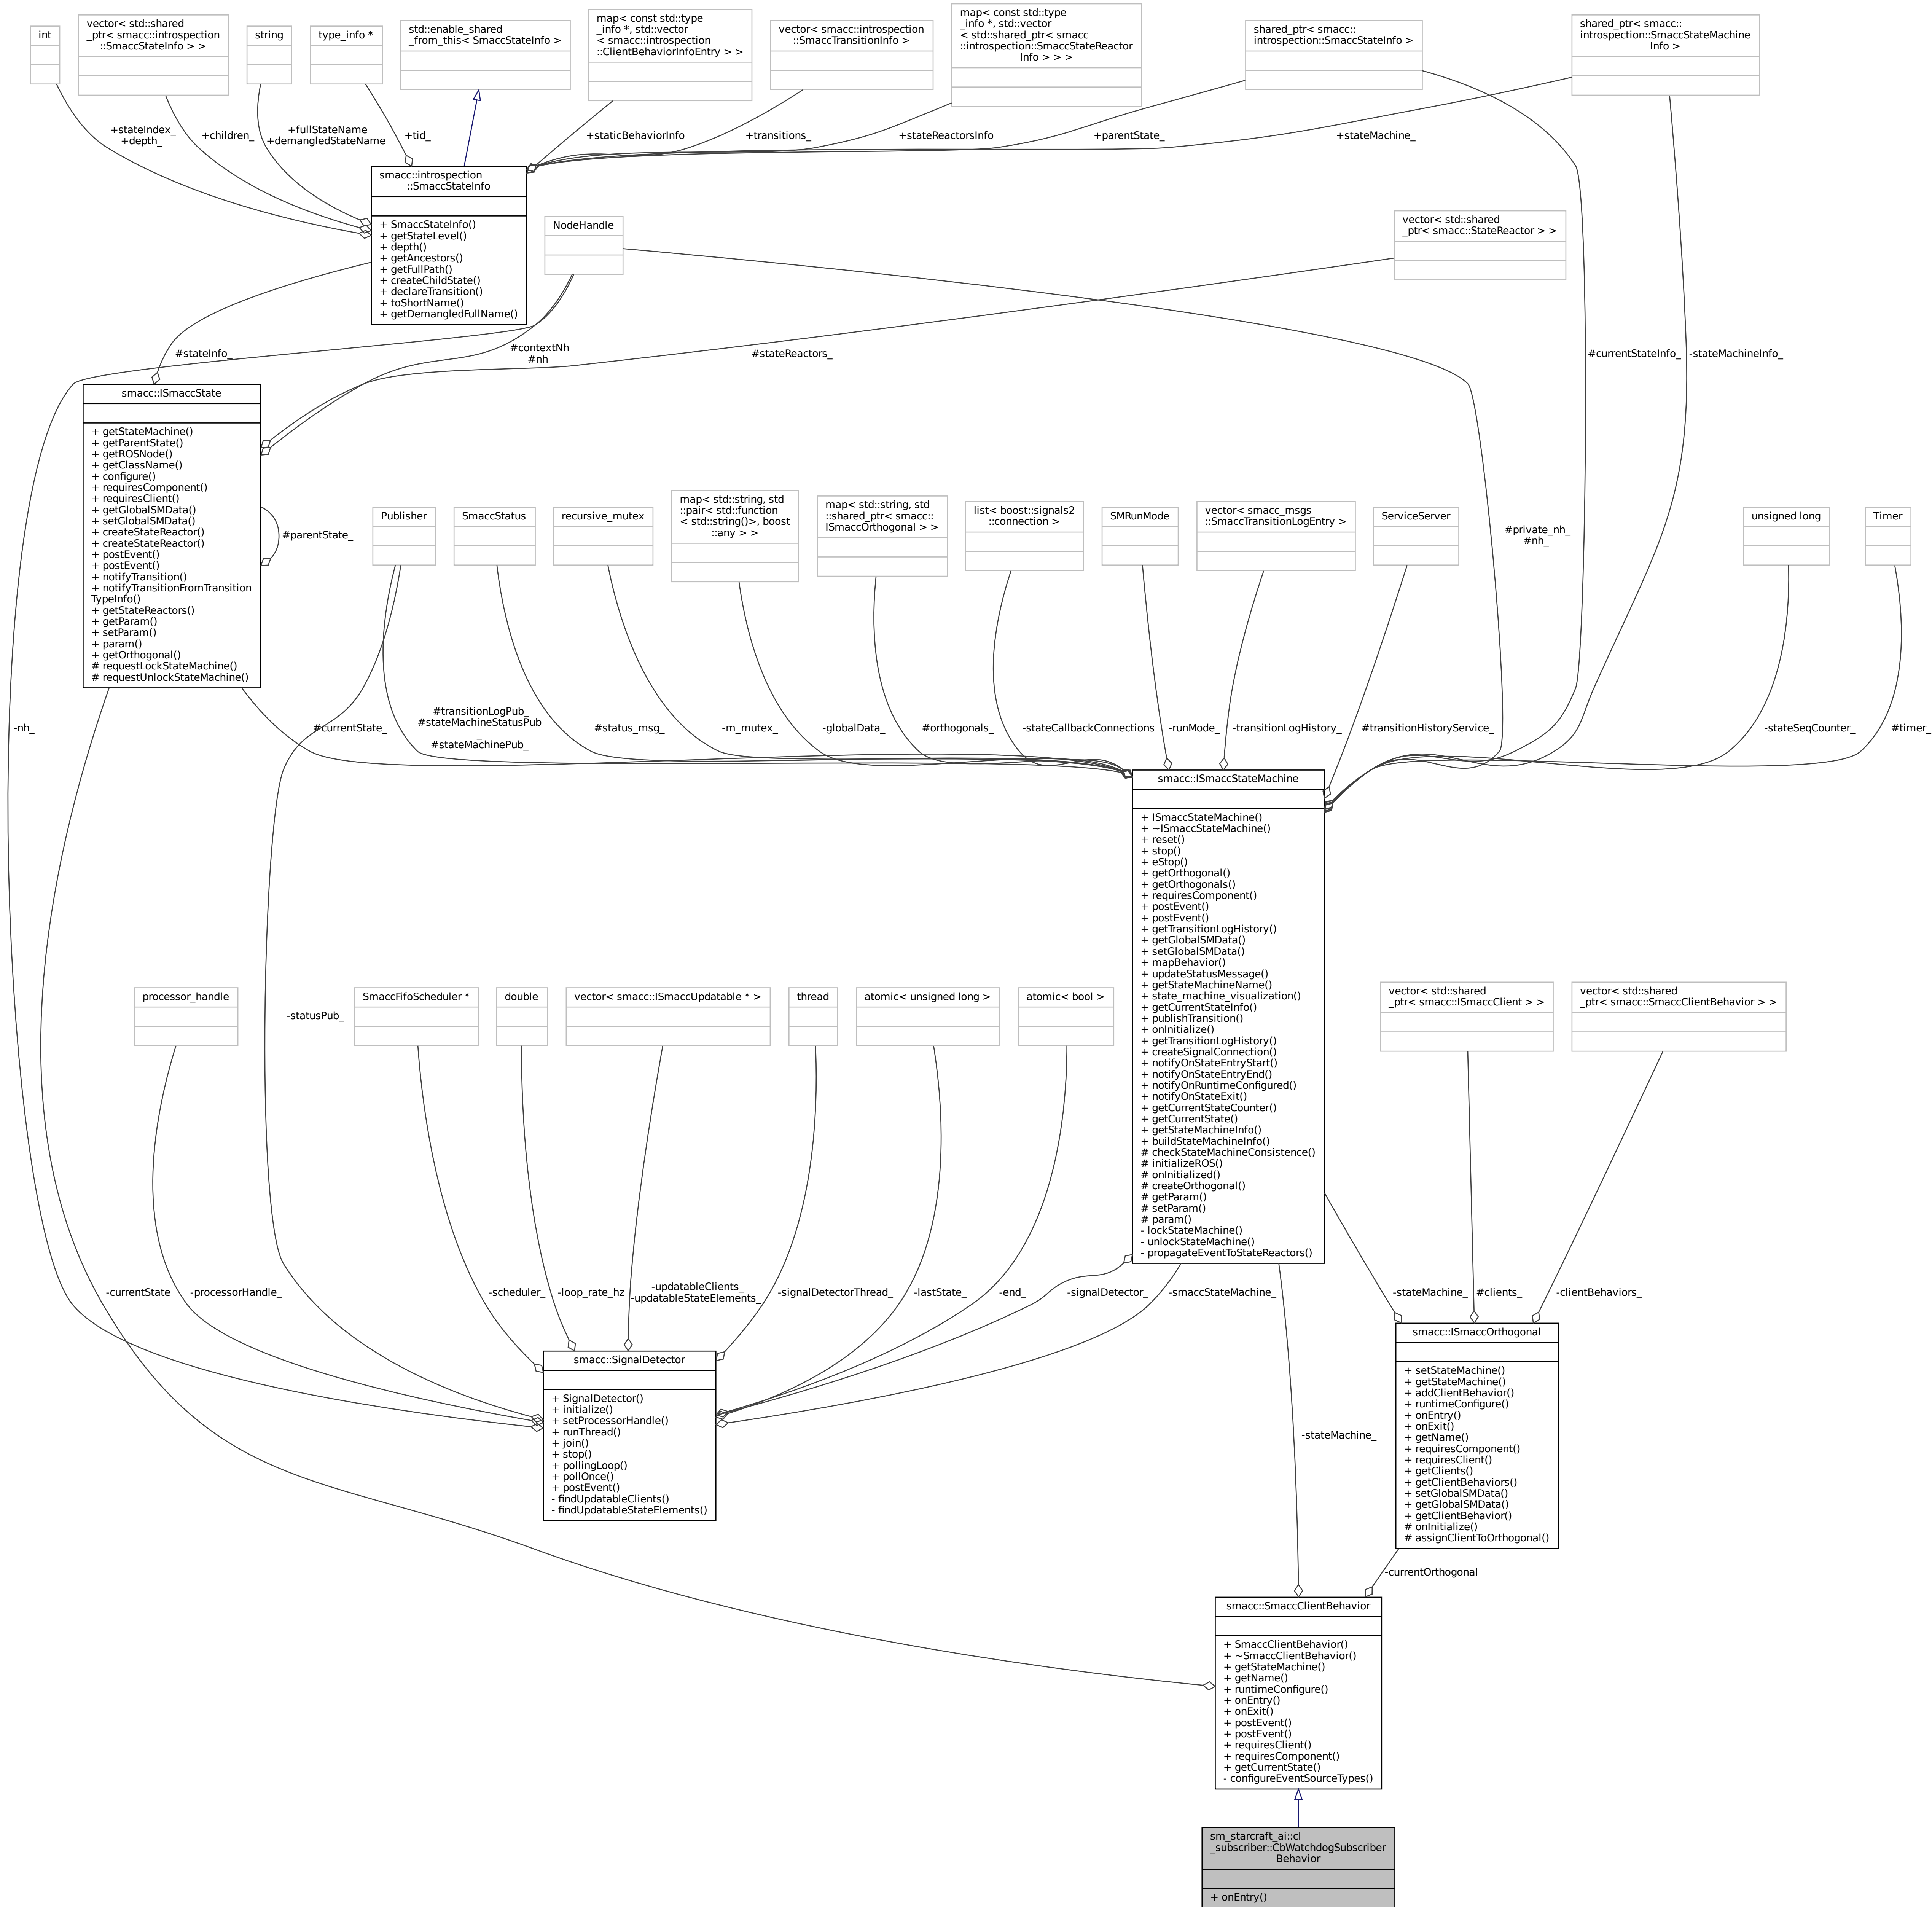 int
vector< std::shared
_ptr< smacc::introspection
::SmaccStateInfo > >
string
type_info *
std::enable_shared
_from_this< SmaccStateInfo >
map< const std::type
_info *, std::vector
< smacc::introspection
::ClientBehaviorInfoEntry > >
vector< smacc::introspection
::SmaccTransitionInfo >
map< const std::type
_info *, std::vector
< std::shared_ptr< smacc
::introspection::SmaccStateReactor
Info > > >
shared_ptr< smacc::
introspection::SmaccStateInfo >
shared_ptr< smacc::
introspection::SmaccStateMachine
Info >
+stateIndex_
+depth_
+children_
+fullStateName
+demangledStateName
+tid_
+staticBehaviorInfo
+transitions_
+stateReactorsInfo
+parentState_
+stateMachine_
smacc::introspection
::SmaccStateInfo
+ SmaccStateInfo()
+ getStateLevel()
+ depth()
+ getAncestors()
+ getFullPath()
+ createChildState()
+ declareTransition()
+ toShortName()
+ getDemangledFullName()
NodeHandle
vector< std::shared
_ptr< smacc::StateReactor > >
#stateInfo_
#contextNh
#nh
#stateReactors_
#currentStateInfo_
-stateMachineInfo_
smacc::ISmaccState
+ getStateMachine()
+ getParentState()
+ getROSNode()
+ getClassName()
+ configure()
+ requiresComponent()
+ requiresClient()
+ getGlobalSMData()
+ setGlobalSMData()
+ createStateReactor()
+ createStateReactor()
+ postEvent()
+ postEvent()
+ notifyTransition()
+ notifyTransitionFromTransition
TypeInfo()
+ getStateReactors()
+ getParam()
+ setParam()
+ param()
+ getOrthogonal()
# requestLockStateMachine()
# requestUnlockStateMachine()
#parentState_
Publisher
SmaccStatus
recursive_mutex
map< std::string, std
::pair< std::function
< std::string()>, boost
::any > >
map< std::string, std
::shared_ptr< smacc::
ISmaccOrthogonal > >
list< boost::signals2
::connection >
SMRunMode
vector< smacc_msgs
::SmaccTransitionLogEntry >
ServiceServer
#private_nh_
#nh_
unsigned long
Timer
-nh_
#currentState_
#transitionLogPub_
#stateMachineStatusPub
_
#stateMachinePub_
#status_msg_
-m_mutex_
-globalData_
#orthogonals_
-stateCallbackConnections
-runMode_
-transitionLogHistory_
#transitionHistoryService_
-stateSeqCounter_
#timer_
smacc::ISmaccStateMachine
+ ISmaccStateMachine()
+ ~ISmaccStateMachine()
+ reset()
+ stop()
+ eStop()
+ getOrthogonal()
+ getOrthogonals()
+ requiresComponent()
+ postEvent()
+ postEvent()
+ getTransitionLogHistory()
+ getGlobalSMData()
+ setGlobalSMData()
+ mapBehavior()
+ updateStatusMessage()
+ getStateMachineName()
+ state_machine_visualization()
+ getCurrentStateInfo()
+ publishTransition()
+ onInitialize()
+ getTransitionLogHistory()
+ createSignalConnection()
+ notifyOnStateEntryStart()
+ notifyOnStateEntryEnd()
+ notifyOnRuntimeConfigured()
+ notifyOnStateExit()
+ getCurrentStateCounter()
+ getCurrentState()
+ getStateMachineInfo()
+ buildStateMachineInfo()
# checkStateMachineConsistence()
# initializeROS()
# onInitialized()
# createOrthogonal()
# getParam()
# setParam()
# param()
- lockStateMachine()
- unlockStateMachine()
- propagateEventToStateReactors()
processor_handle
-statusPub_
SmaccFifoScheduler *
double
vector< smacc::ISmaccUpdatable * >
thread
atomic< unsigned long >
atomic< bool >
vector< std::shared
_ptr< smacc::ISmaccClient > >
vector< std::shared
_ptr< smacc::SmaccClientBehavior > >
-currentState
-processorHandle_
-scheduler_
-loop_rate_hz
-updatableClients_
-updatableStateElements_
-signalDetectorThread_
-lastState_
-end_
-signalDetector_
-smaccStateMachine_
-stateMachine_
#clients_
-clientBehaviors_
smacc::SignalDetector
+ SignalDetector()
+ initialize()
+ setProcessorHandle()
+ runThread()
+ join()
+ stop()
+ pollingLoop()
+ pollOnce()
+ postEvent()
- findUpdatableClients()
- findUpdatableStateElements()
-stateMachine_
smacc::ISmaccOrthogonal
+ setStateMachine()
+ getStateMachine()
+ addClientBehavior()
+ runtimeConfigure()
+ onEntry()
+ onExit()
+ getName()
+ requiresComponent()
+ requiresClient()
+ getClients()
+ getClientBehaviors()
+ setGlobalSMData()
+ getGlobalSMData()
+ getClientBehavior()
# onInitialize()
# assignClientToOrthogonal()
-currentOrthogonal
smacc::SmaccClientBehavior
+ SmaccClientBehavior()
+ ~SmaccClientBehavior()
+ getStateMachine()
+ getName()
+ runtimeConfigure()
+ onEntry()
+ onExit()
+ postEvent()
+ postEvent()
+ requiresClient()
+ requiresComponent()
+ getCurrentState()
- configureEventSourceTypes()
sm_starcraft_ai::cl
_subscriber::CbWatchdogSubscriber
Behavior
+ onEntry()